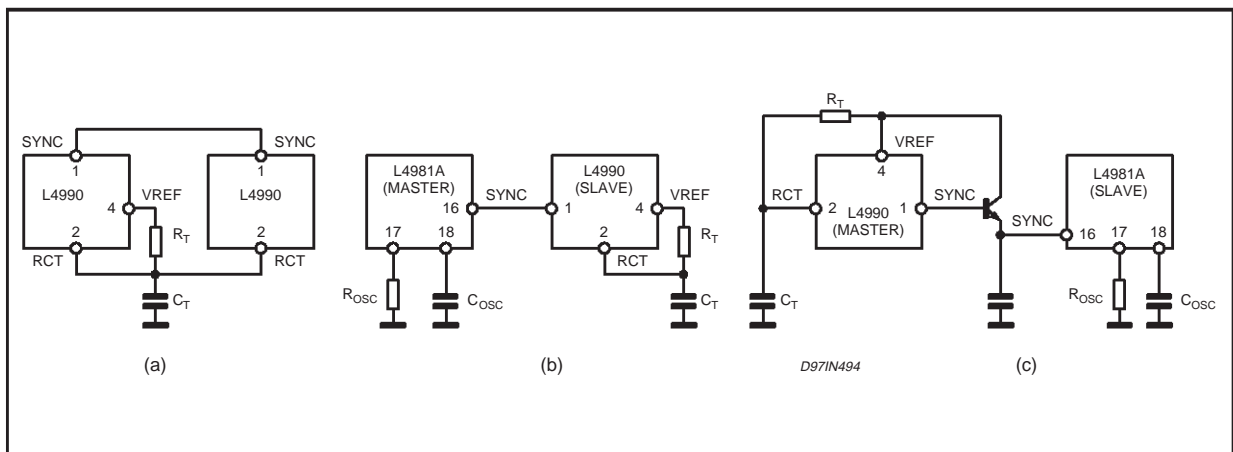 SYNC
SYNC
1
1
L4990
L4990
VREF
4
2
2
R_T
RCT
RCT
C_T
(a)
L4981A
(MASTER)
16
17
18
SYNC
R_OSC
C_OSC
L4990
(SLAVE)
1
4
2
VREF
R_T
RCT
C_T
(b)
R_T
VREF
4
RCT
2
L4990
(MASTER)
1
SYNC
C_T
SYNC
L4981A
(SLAVE)
16
17
18
R_OSC
C_OSC
D97IN494
(c)